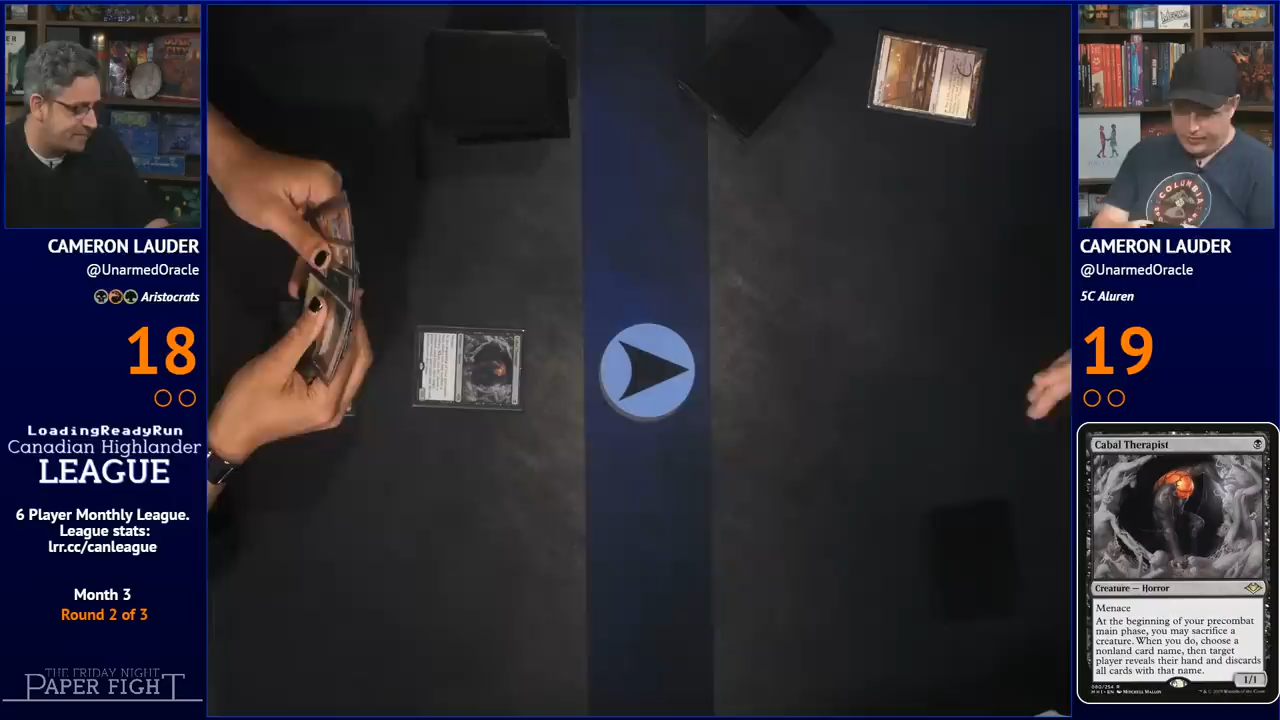 CAMERON LAUDER
@UnarmedOracle
Aristocrats
18
LoadingReadyRun
Canadian Highlander
LEAGUE
6 Player Monthly League.
League stats:
lrr.cc/canleague
Month 3
Round 2 of 3
THE FRIDAY NIGHT
PAPER FIGHT
COLUMBIA
CAMERON LAUDER
@UnarmedOracle
5C Aluren
19
Cabal Therapist
Creature — Horror
Menace
At the beginning of your precombat
main phase, you may sacrifice a
creature. When you do, choose a
nonland card name, then target
player reveals their hand and discards
all cards with that name.
1/1